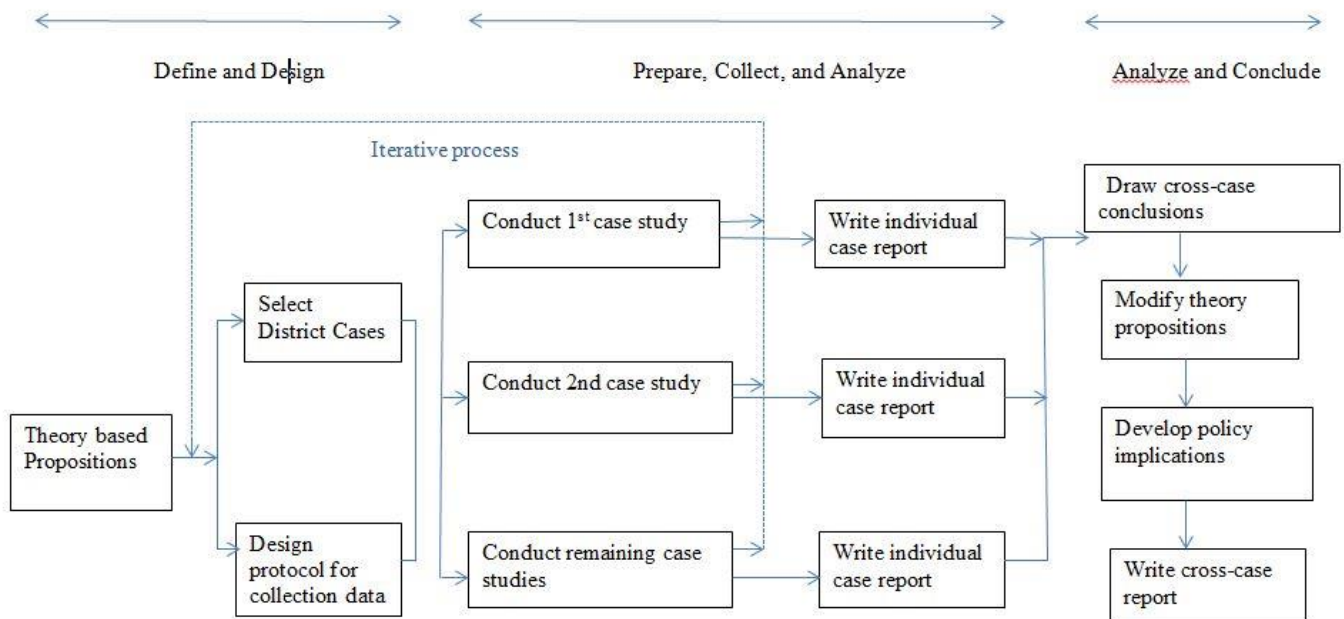 Define and Design
Prepare, Collect, and Analyze
Analyze and Conclude
Iterative process
Theory based
Propositions
Select
District Cases
Design
protocol for
collection data
Conduct 1st case study
Conduct 2nd case study
Conduct remaining case
studies
Write individual
case report
Write individual
case report
Write individual
case report
Draw cross-case
conclusions
Modify theory
propositions
Develop policy
implications
Write cross-case
report